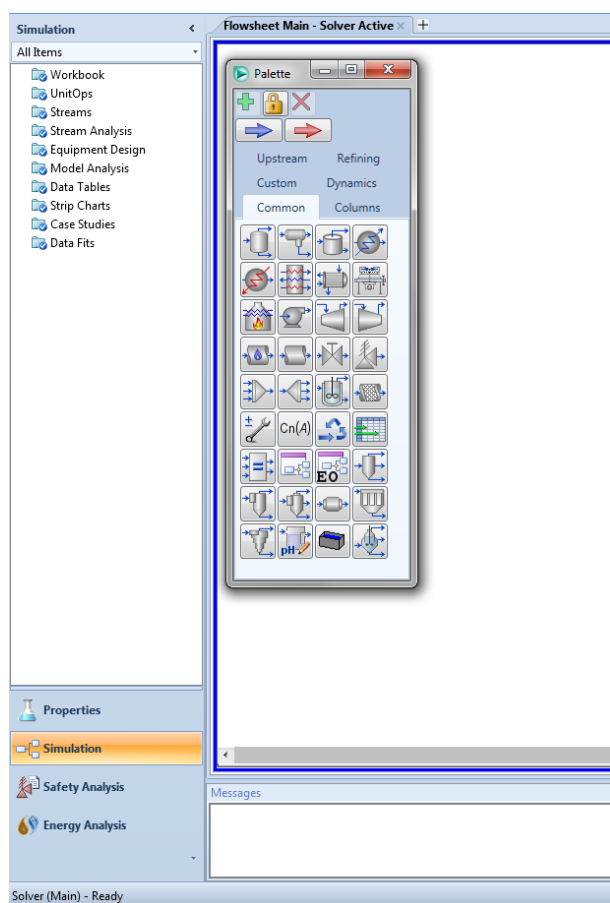 Simulation
All Items
Workbook
UnitOps
Streams
Stream Analysis
Equipment Design
Model Analysis
Data Tables
Strip Charts
Case Studies
Data Fits
Properties
Simulation
Safety Analysis
Energy Analysis
Flowsheet Main - Solver Active
Palette
Upstream Refining
Custom Dynamics
Common Columns
Cn(A)
EO
pH
Messages
Solver (Main) - Ready